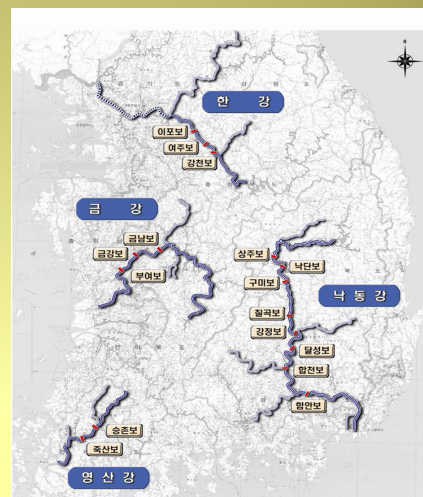 한 강
이포보
여주보
강천보
금 강
금남보
금강보
부여보
상주보
낙단보
구미보
낙 동 강
칠곡보
강정보
달성보
합천보
함안보
승촌보
죽산보
영 산 강